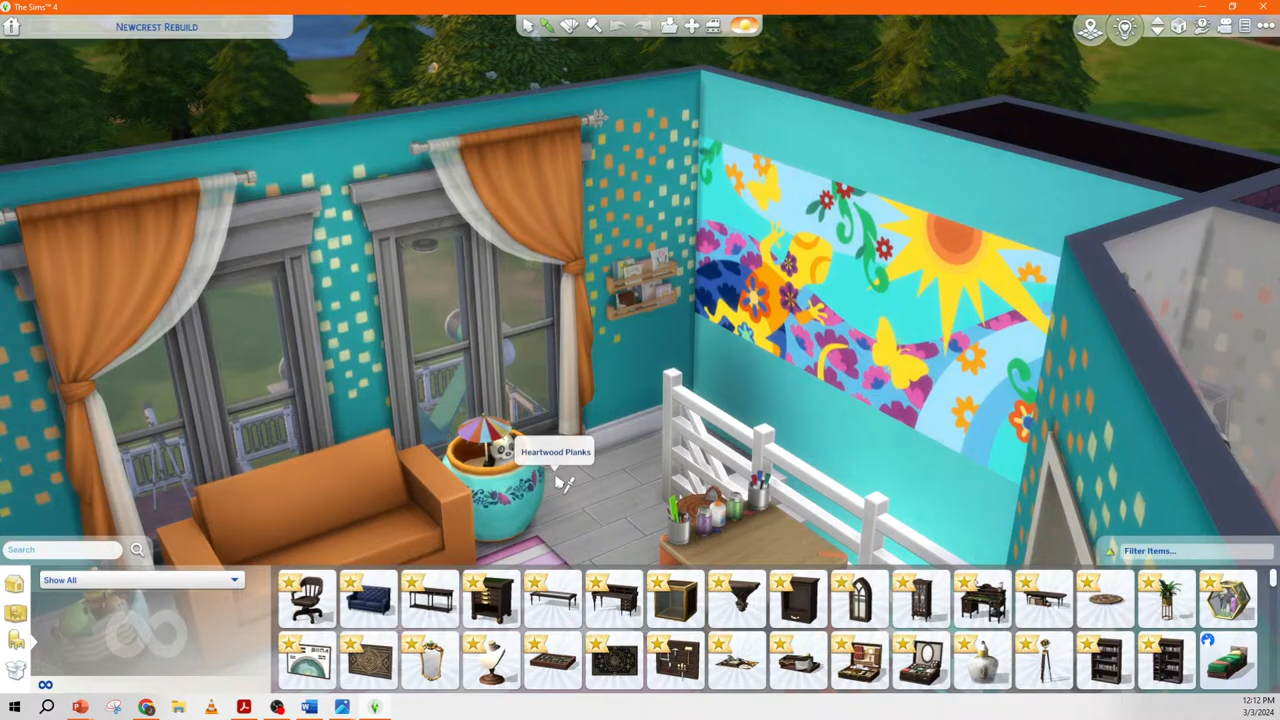 The Sims™ 4
Newcrest Rebuild
Heartwood Planks
Search
Filter Items...
Show All
12:12 PM
3/3/2024